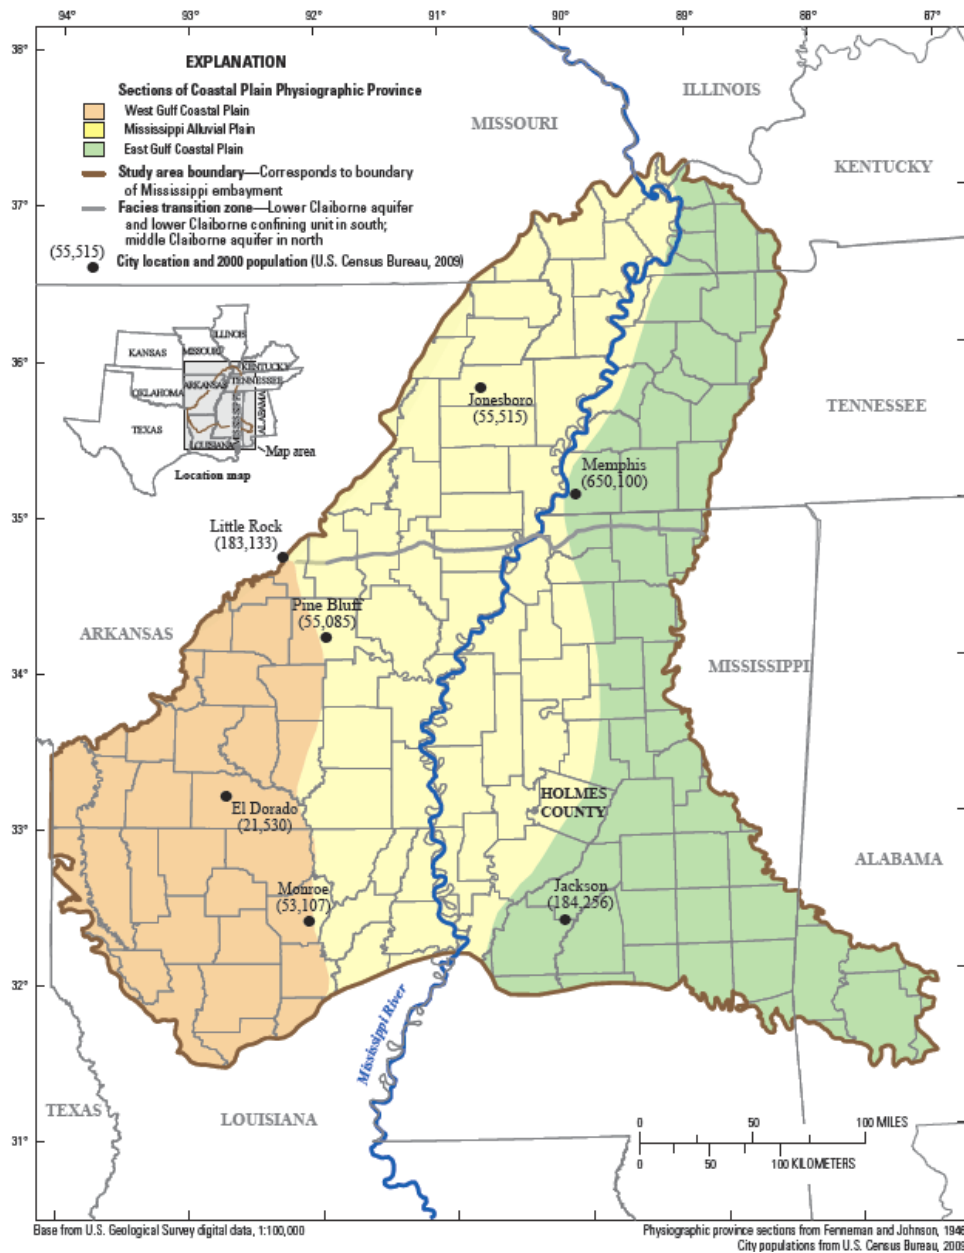 94°
93°
92°
91°
90°
89°
88°
87°
38°
37°
36°
35°
34°
33°
32°
31°
EXPLANATION
Sections of Coastal Plain Physiographic Province
West Gulf Coastal Plain
Mississippi Alluvial Plain
East Gulf Coastal Plain
Study area boundary—Corresponds to boundary
of Mississippi embayment
Facies transition zone—Lower Claiborne aquifer
and lower Claiborne confining unit in south;
middle Claiborne aquifer in north
(55,515)
City location and 2000 population (U.S. Census Bureau, 2009)
MISSOURI
ILLINOIS
KENTUCKY
TENNESSEE
ARKANSAS
MISSISSIPPI
ALABAMA
TEXAS
LOUISIANA
KANSAS
MISSOURI
ILLINOIS
KENTUCKY
OKLAHOMA
ARKANSAS
TENNESSEE
TEXAS
MISSISSIPPI
ALABAMA
LOUISIANA
Map area
Location map
Jonesboro
(55,515)
Memphis
(650,100)
Little Rock
(183,133)
Pine Bluff
(55,085)
El Dorado
(21,530)
HOLMES
COUNTY
Monroe
(53,107)
Jackson
(184,256)
Mississippi River
0
50
100 MILES
0
50
100 KILOMETERS
Base from U.S. Geological Survey digital data, 1:100,000
Physiographic province sections from Fenneman and Johnson, 1946
City populations from U.S. Census Bureau, 2009